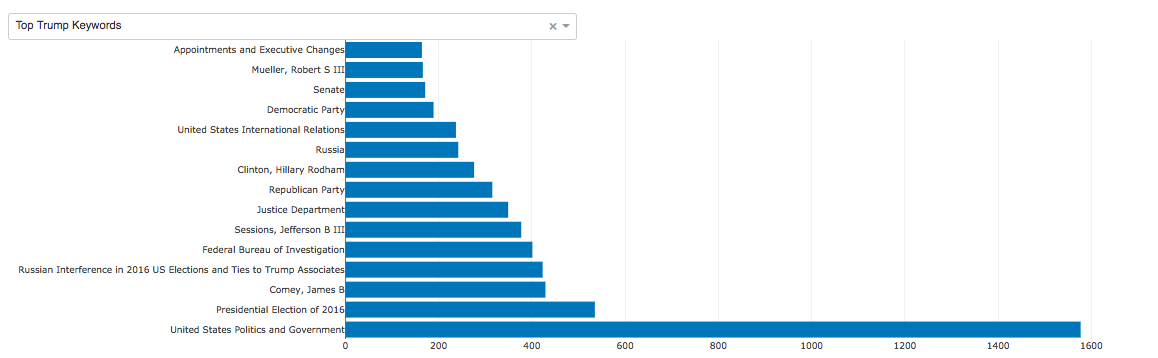 Top Trump Keywords
Appointments and Executive Changes
Mueller, Robert S III
Senate
Democratic Party
United States International Relations
Russia
Clinton, Hillary Rodham
Republican Party
Justice Department
Sessions, Jefferson B III
Federal Bureau of Investigation
Russian Interference in 2016 US Elections and Ties to Trump Associates
Comey, James B
Presidential Election of 2016
United States Politics and Government
0 200 400 600 800 1000 1200 1400 1600